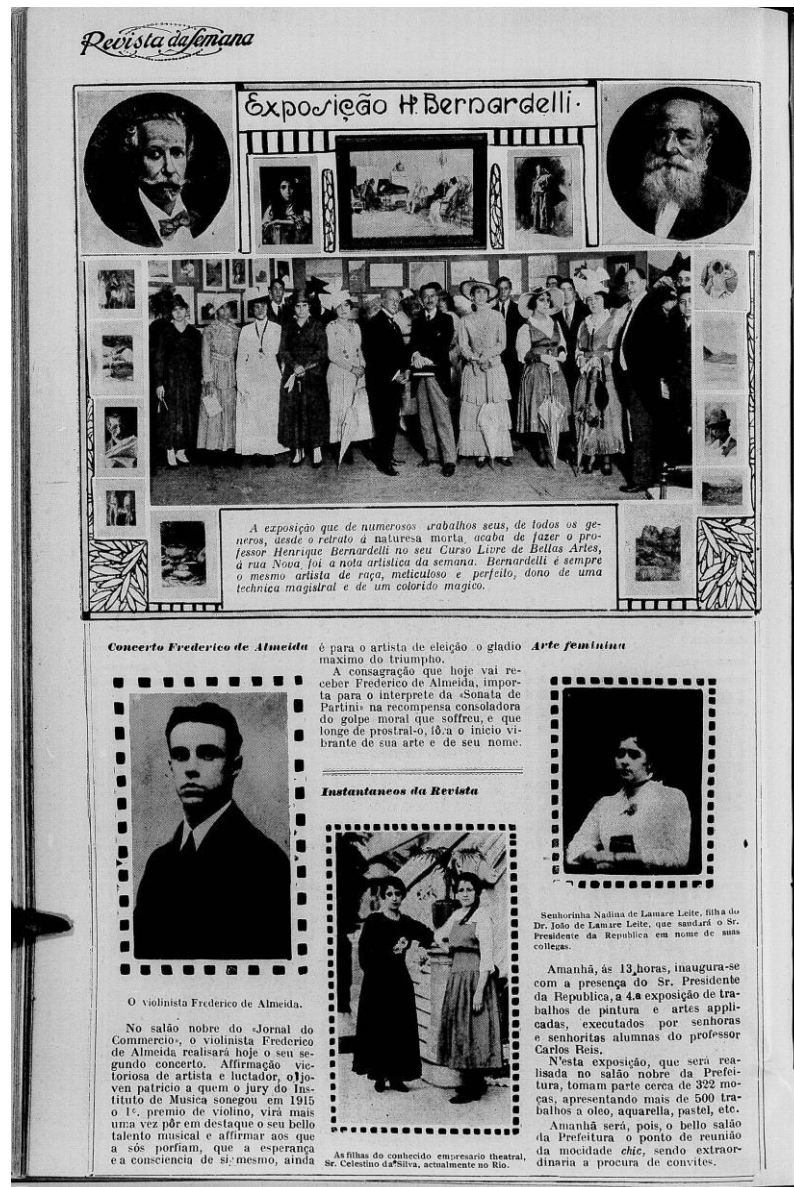 Revista da Semana
Exposição H. Bernardelli.
A exposição que de numerosos trabalhos seus, de todos os ge-
neros, desde o retrato á naturesa morta, acaba de fazer o pro-
fessor Henrique Bernardelli no seu Curso Livre de Bellas Artes,
á rua Nova, foi a nota artistica da semana. Bernardelli é sempre
o mesmo artista de raça, meticuloso e perfeito, dono de uma
technica magistral e de um colorido magico.
Concerto Frederico de Almeida
O violinista Frederico de Almeida.
No salão nobre do «Jornal do
Commercio», o violinista Frederico
de Almeida realisará hoje o seu se-
gundo concerto. Affirmação vic-
toriosa de artista e luctador, o jo-
ven patricio a quem o jury do Ins-
tituto de Musica sonegou em 1915
o 1º. premio de violino, virá mais
uma vez pôr em destaque o seu bello
talento musical e affirmar aos que
a sós porfiam, que a esperança
e a consciencia de si mesmo, ainda
é para o artista de eleição o gladio
maximo do triumpho.
A consagração que hoje vai re-
ceber Frederico de Almeida, impor-
ta para o interprete da «Sonata de
Partini» na recompensa consoladora
do golpe moral que soffreu, e que
longe de prostral-o, fôra o inicio vi-
brante de sua arte e de seu nome.
Instantaneos da Revista
As filhas do conhecido empresario theatral,
Sr. Celestino da Silva, actualmente no Rio.
Arte feminina
Senhorinha Nadina de Lamare Leite, filha do
Dr. João de Lamare Leite, que saudará o Sr.
Presidente da Republica em nome de suas
collegas.
Amanhã, ás 13 horas, inaugura-se
com a presença do Sr. Presidente
da Republica, a 4.a exposição de tra-
balhos de pintura e artes appli-
cadas, executados por senhoras
e senhoritas alumnas do professor
Carlos Reis.
N'esta exposição, que será rea-
lisada no salão nobre da Prefei-
tura, tomam parte cerca de 322 mo-
ças, apresentando mais de 500 tra-
balhos a oleo, aquarella, pastel, etc.
Amanhã será, pois, o bello salão
da Prefeitura o ponto de reunião
da mocidade chic, sendo extraor-
dinaria a procura de convites.